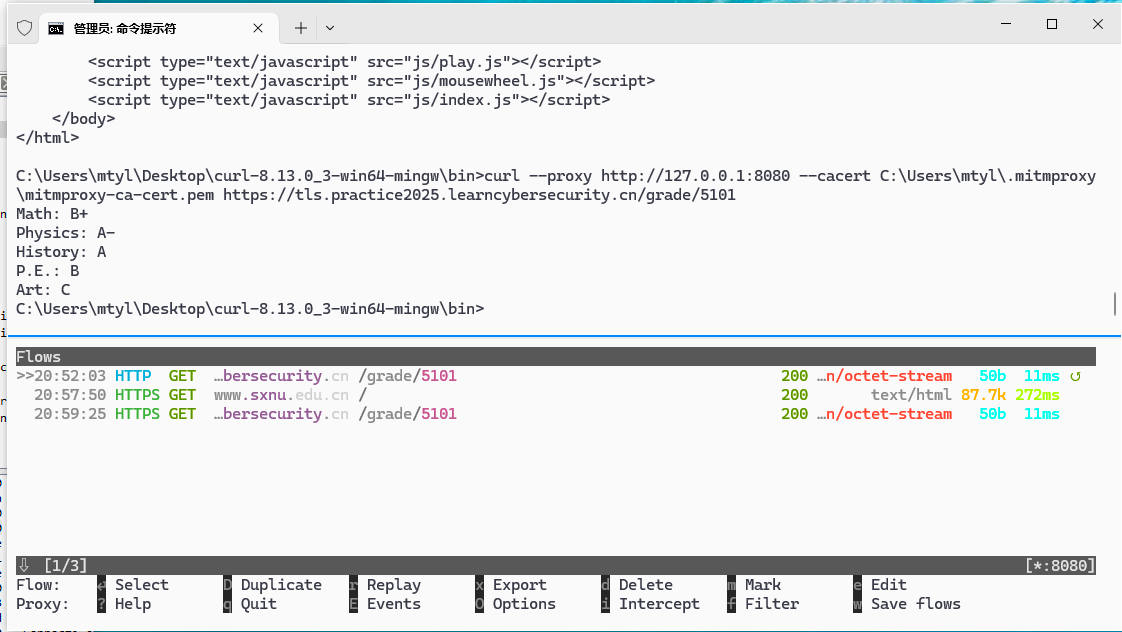 管理员: 命令提示符
<script type="text/javascript" src="js/play.js"></script>
<script type="text/javascript" src="js/mousewheel.js"></script>
<script type="text/javascript" src="js/index.js"></script>
</body>
</html>
C:\Users\mtyl\Desktop\curl-8.13.0_3-win64-mingw\bin>curl --proxy http://127.0.0.1:8080 --cacert C:\Users\mtyl\.mitmproxy
\mitmproxy-ca-cert.pem https://tls.practice2025.learncybersecurity.cn/grade/5101
Math: B+
Physics: A-
History: A
P.E.: B
Art: C
C:\Users\mtyl\Desktop\curl-8.13.0_3-win64-mingw\bin>
Flows
>>20:52:03 HTTP GET …bersecurity.cn /grade/5101 200 …n/octet-stream 50b 11ms ↺
20:57:50 HTTPS GET www.sxnu.edu.cn / 200 text/html 87.7k 272ms
20:59:25 HTTPS GET …bersecurity.cn /grade/5101 200 …n/octet-stream 50b 11ms
⇩ [1/3] [*:8080]
Flow: ↵ Select D Duplicate r Replay x Export d Delete m Mark e Edit
Proxy: ? Help q Quit E Events O Options i Intercept f Filter w Save flows